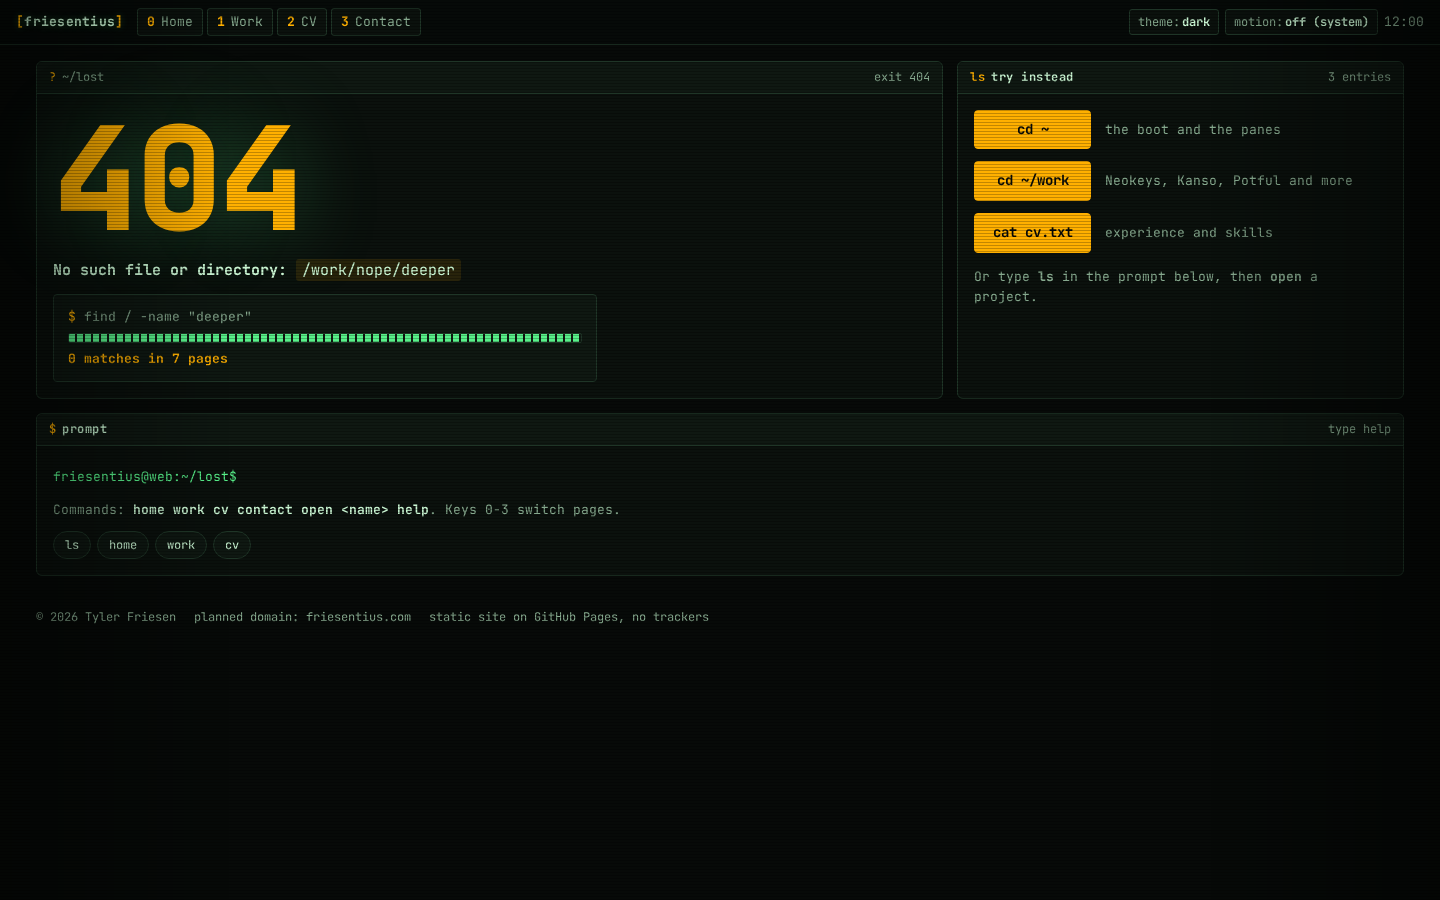 [friesentius] 0 Home 1 Work 2 CV 3 Contact theme:dark motion:off (system) 12:00
? ~/lost exit 404
404
No such file or directory: /work/nope/deeper
$ find / -name "deeper"
0 matches in 7 pages
ls try instead 3 entries
cd ~ the boot and the panes
cd ~/work Neokeys, Kanso, Potful and more
cat cv.txt experience and skills
Or type ls in the prompt below, then open a
project.
$ prompt type help
friesentius@web:~/lost$
Commands: home work cv contact open <name> help. Keys 0-3 switch pages.
ls home work cv
© 2026 Tyler Friesen planned domain: friesentius.com static site on GitHub Pages, no trackers